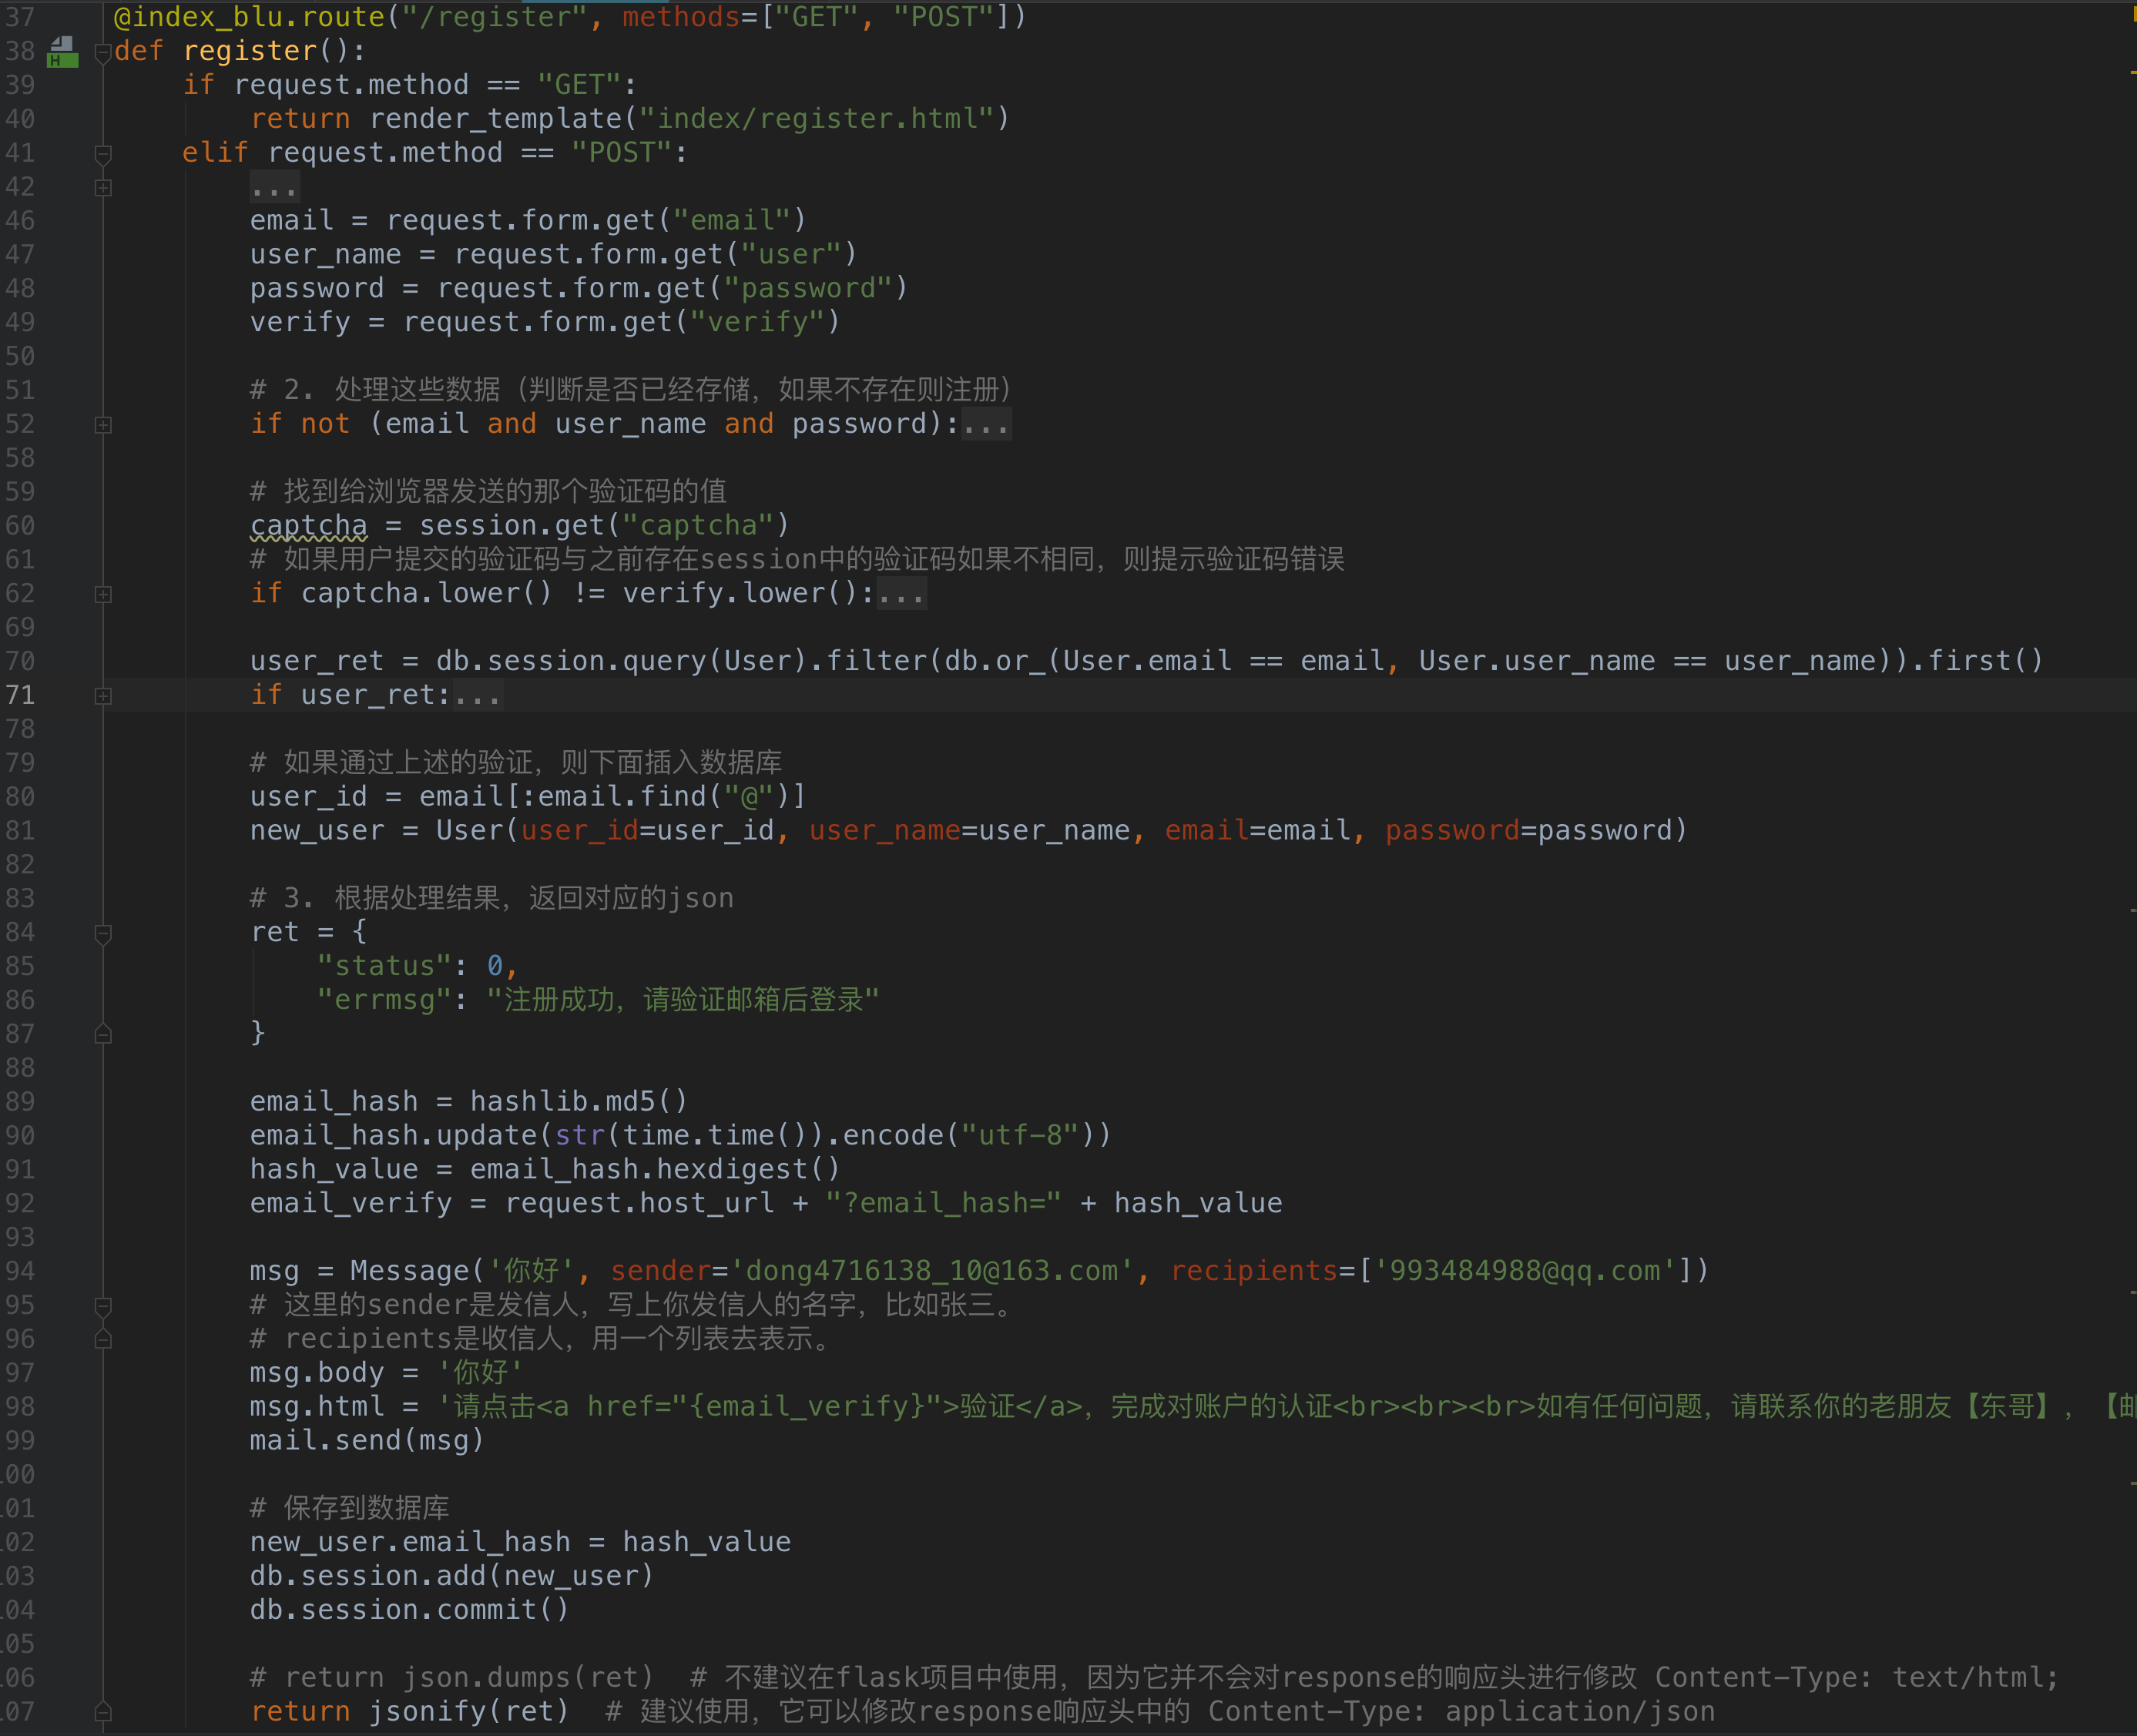 37 @index_blu.route("/register", methods=["GET", "POST"])
38 def register():
39 if request.method == "GET":
40 return render_template("index/register.html")
41 elif request.method == "POST":
42 ...
46 email = request.form.get("email")
47 user_name = request.form.get("user")
48 password = request.form.get("password")
49 verify = request.form.get("verify")
50
51 # 2. 处理这些数据（判断是否已经存储，如果不存在则注册）
52 if not (email and user_name and password):...
58
59 # 找到给浏览器发送的那个验证码的值
60 captcha = session.get("captcha")
61 # 如果用户提交的验证码与之前存在session中的验证码如果不相同，则提示验证码错误
62 if captcha.lower() != verify.lower():...
69
70 user_ret = db.session.query(User).filter(db.or_(User.email == email, User.user_name == user_name)).first()
71 if user_ret:...
78
79 # 如果通过上述的验证，则下面插入数据库
80 user_id = email[:email.find("@")]
81 new_user = User(user_id=user_id, user_name=user_name, email=email, password=password)
82
83 # 3. 根据处理结果，返回对应的json
84 ret = {
85 "status": 0,
86 "errmsg": "注册成功，请验证邮箱后登录"
87 }
88
89 email_hash = hashlib.md5()
90 email_hash.update(str(time.time()).encode("utf-8"))
91 hash_value = email_hash.hexdigest()
92 email_verify = request.host_url + "?email_hash=" + hash_value
93
94 msg = Message('你好', sender='dong4716138_10@163.com', recipients=['993484988@qq.com'])
95 # 这里的sender是发信人，写上你发信人的名字，比如张三。
96 # recipients是收信人，用一个列表去表示。
97 msg.body = '你好'
98 msg.html = '请点击<a href="{email_verify}">验证</a>，完成对账户的认证<br><br><br>如有任何问题，请联系你的老朋友【东哥】，【邮
99 mail.send(msg)
100
101 # 保存到数据库
102 new_user.email_hash = hash_value
103 db.session.add(new_user)
104 db.session.commit()
105
106 # return json.dumps(ret)  # 不建议在flask项目中使用，因为它并不会对response的响应头进行修改 Content-Type: text/html;
107 return jsonify(ret)  # 建议使用，它可以修改response响应头中的 Content-Type: application/json